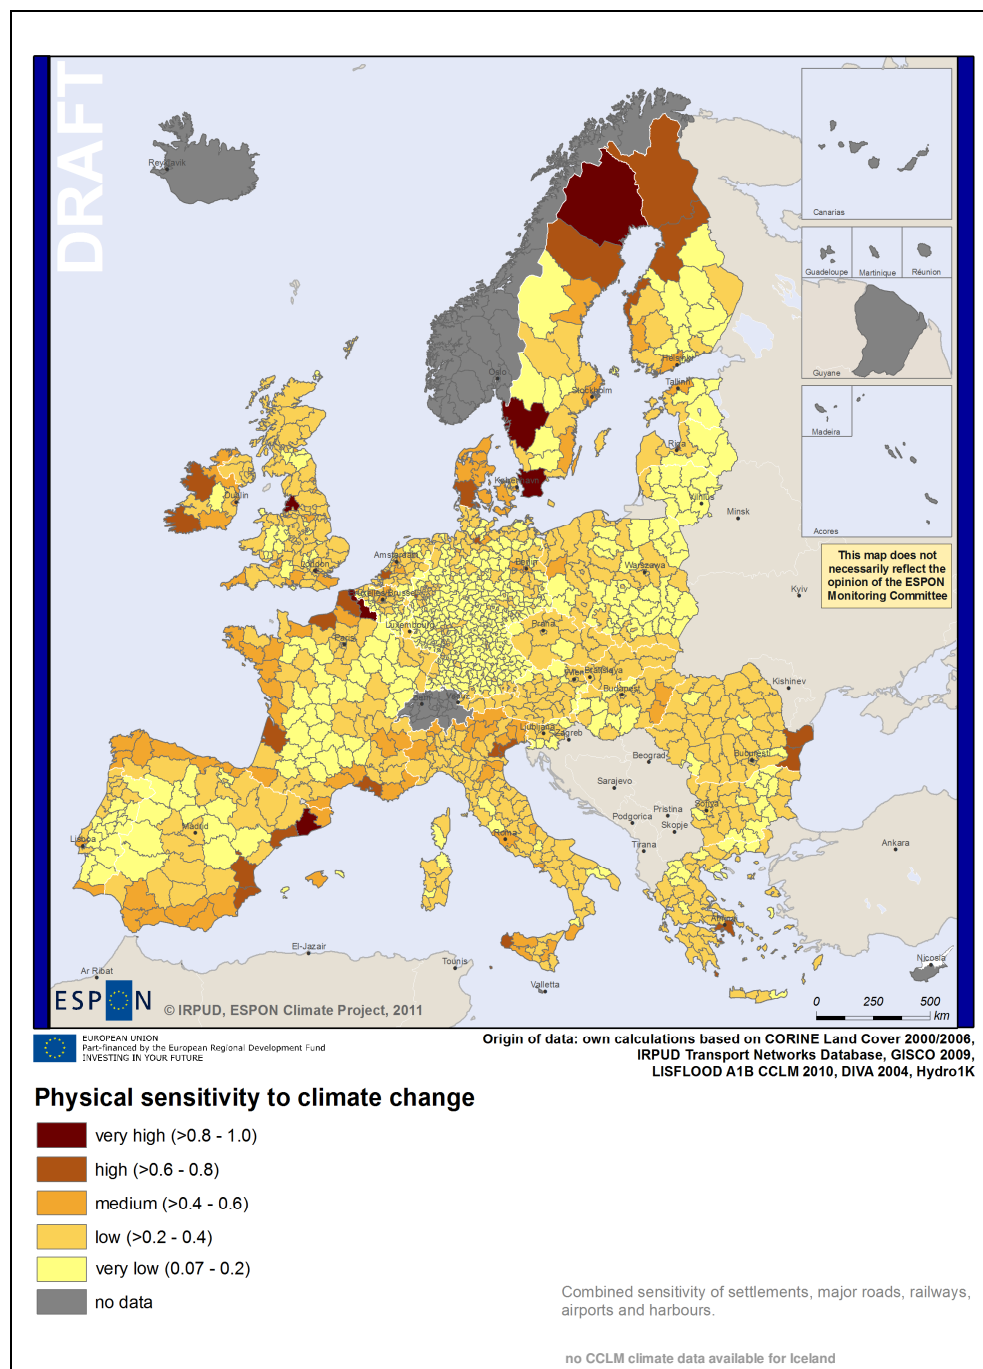 DRAFT
Reykjavik
Canarias
Guadeloupe
Martinique
Réunion
Guyane
Oslo
Helsinki
Tallinn
Stockholm
Madeira
Riga
Acores
Dublin
Vilnius
Minsk
This map does not
necessarily reflect the
opinion of the ESPON
Monitoring Committee
Amsterdam
Berlin
Warszawa
London
Kyiv
Luxembourg
Praha
Paris
Wien
Bratislava
Budapest
Kishinev
Bern
Vaduz
Ljubljana
Zagreb
Beograd
Bucuresti
Sarajevo
Sofiya
Pristina
Podgorica
Skopje
Madrid
Lisboa
Roma
Tirana
Ankara
Athinai
El-Jazair
Tounis
Nicosia
Ar Ribat
Valletta
0 250 500
km
ESPON
© IRPUD, ESPON Climate Project, 2011
EUROPEAN UNION
Part-financed by the European Regional Development Fund
INVESTING IN YOUR FUTURE
Origin of data: own calculations based on CORINE Land Cover 2000/2006,
IRPUD Transport Networks Database, GISCO 2009,
LISFLOOD A1B CCLM 2010, DIVA 2004, Hydro1K
Physical sensitivity to climate change
very high (>0.8 - 1.0)
high (>0.6 - 0.8)
medium (>0.4 - 0.6)
low (>0.2 - 0.4)
very low (0.07 - 0.2)
no data
Combined sensitivity of settlements, major roads, railways,
airports and harbours.
no CCLM climate data available for Iceland